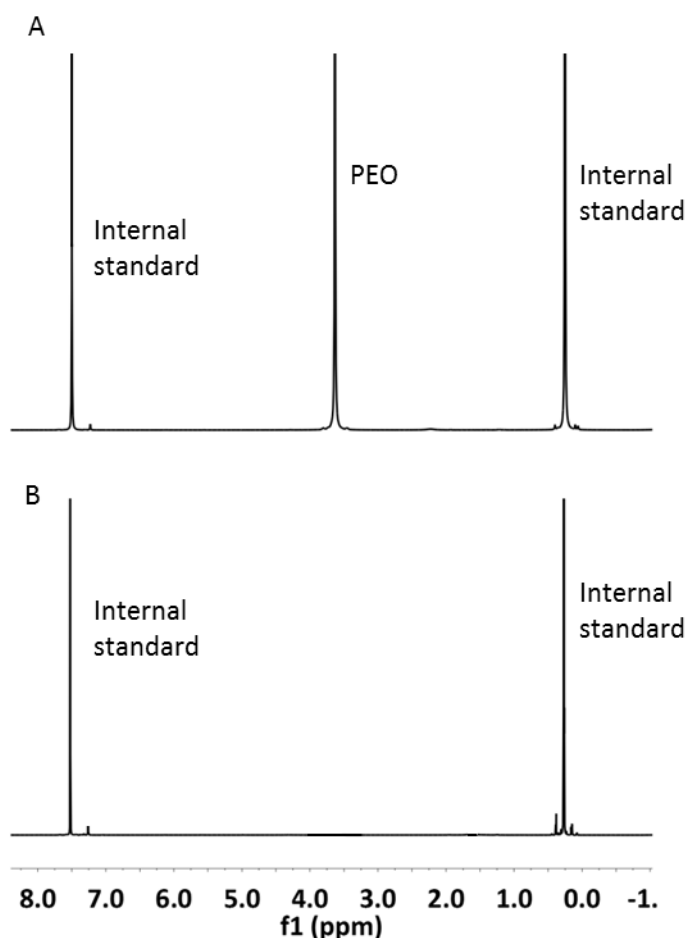 A
PEO
Internal
standard
Internal
standard
B
Internal
standard
Internal
standard
8.0 7.0 6.0 5.0 4.0 3.0 2.0 1.0 0.0 -1.
f1 (ppm)